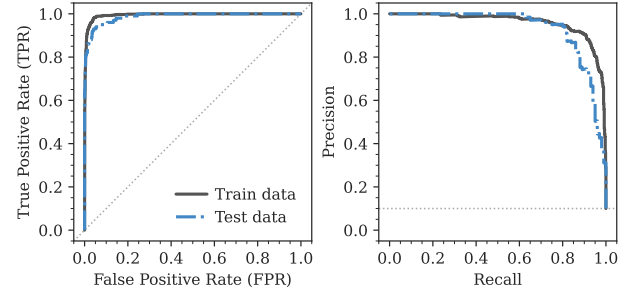 True Positive Rate (TPR)
1.0
0.8
0.6
0.4
0.2
0.0
Train data
Test data
0.0 0.2 0.4 0.6 0.8 1.0
False Positive Rate (FPR)
Precision
1.0
0.8
0.6
0.4
0.2
0.0
0.0 0.2 0.4 0.6 0.8 1.0
Recall